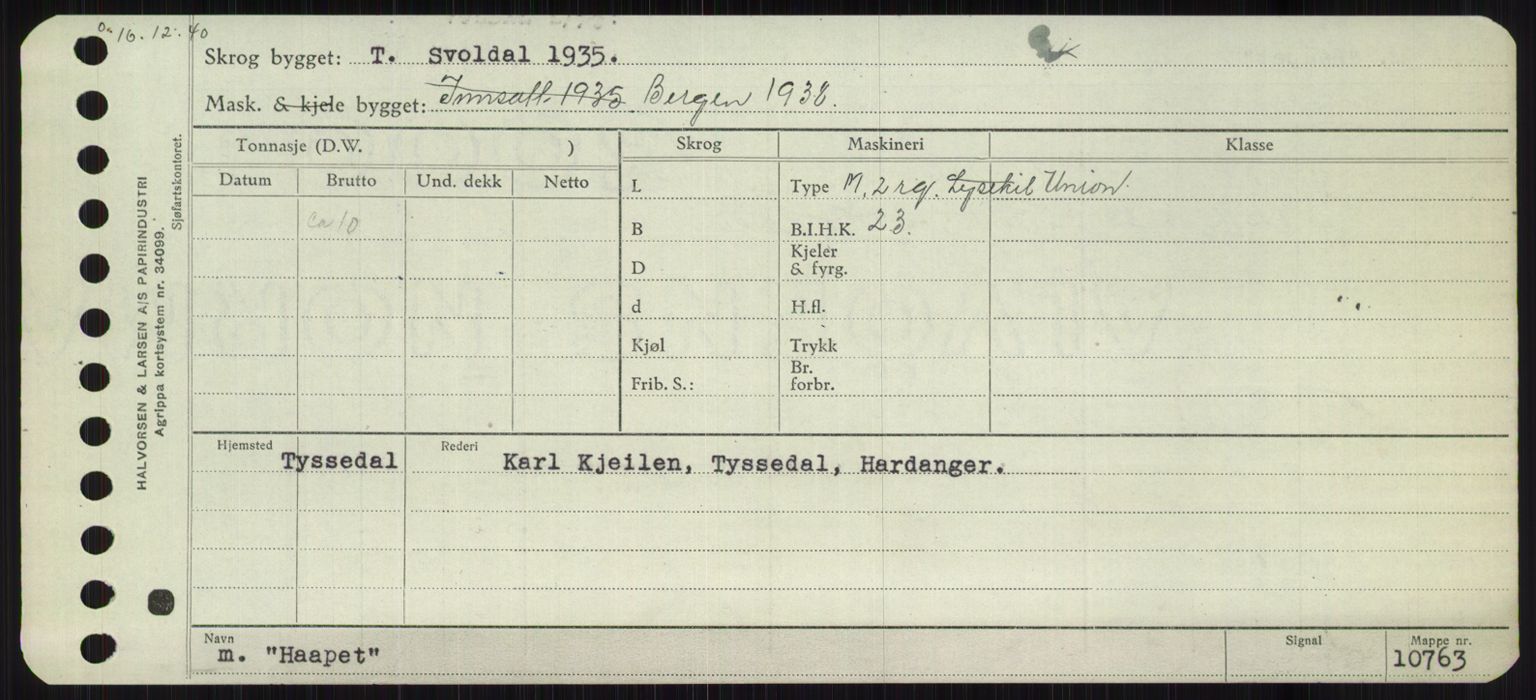 16.12.40
Skrog bygget: T. Svoldal 1935.
Mask. & kjele bygget: Innsatt 1935 Bergen 1938.
Tonnasje (D.W. )
Skrog Maskineri Klasse
Datum Brutto Und. dekk Netto
L Type M, 2 rg. Lysekil Union.
ca 10
B B.I.H.K. 23.
D Kjeler & fyrg.
d H.fl.
Kjøl Trykk
Frib. S.: Br. forbr.
Hjemsted Rederi
Tyssedal Karl Kjeilen, Tyssedal, Hardanger.
Navn Signal Mappe nr.
m. "Haapet" 10763
HALVORSEN & LARSEN A/S PAPIRINDUSTRI
Agrippa kortsystem nr. 34099.
Sjøfartskontoret.